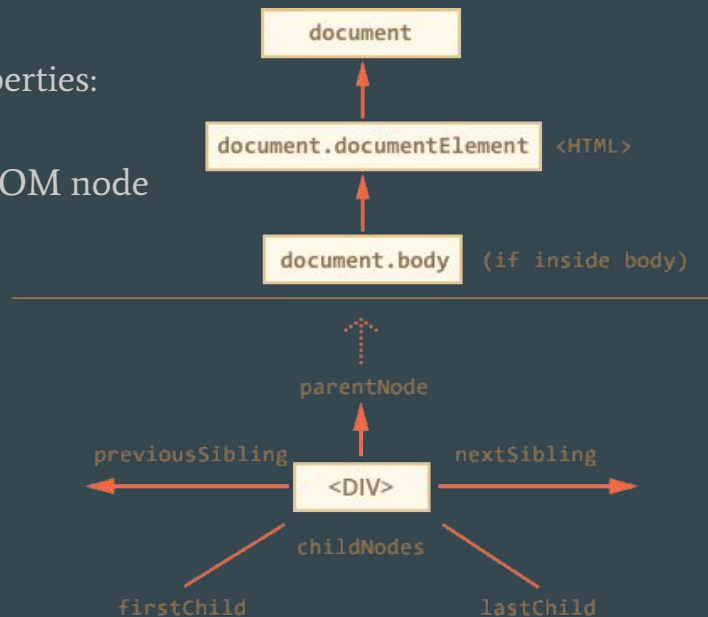 document
perties:
document.documentElement <HTML>
OM node
document.body (if inside body)
parentNode
previousSibling nextSibling
<DIV>
childNodes
firstChild lastChild